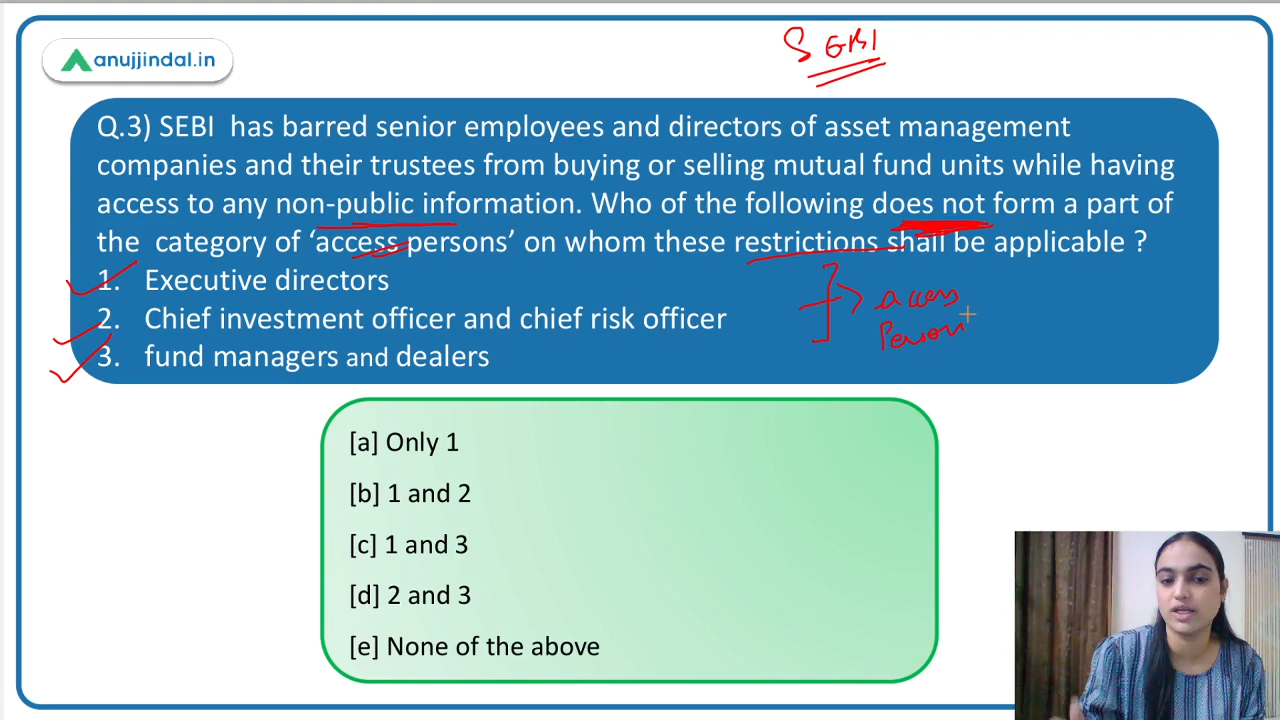 anujjindal.in
SEBI
Q.3) SEBI has barred senior employees and directors of asset management
companies and their trustees from buying or selling mutual fund units while having
access to any non-public information. Who of the following does not form a part of
the category of ‘access persons’ on whom these restrictions shall be applicable ?
1. Executive directors
2. Chief investment officer and chief risk officer
3. fund managers and dealers
access
Person
[a] Only 1
[b] 1 and 2
[c] 1 and 3
[d] 2 and 3
[e] None of the above